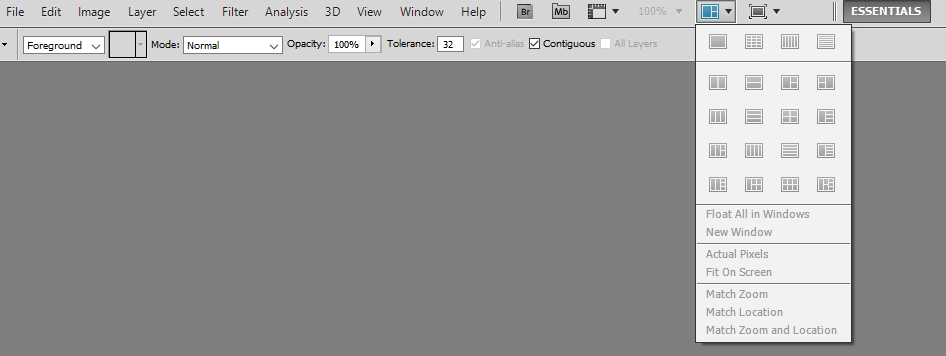 File Edit Image Layer Select Filter Analysis 3D View Window Help Br Mb 100% ESSENTIALS
Foreground Mode: Normal Opacity: 100% Tolerance: 32 Anti-alias Contiguous All Layers
Float All in Windows
New Window
Actual Pixels
Fit On Screen
Match Zoom
Match Location
Match Zoom and Location